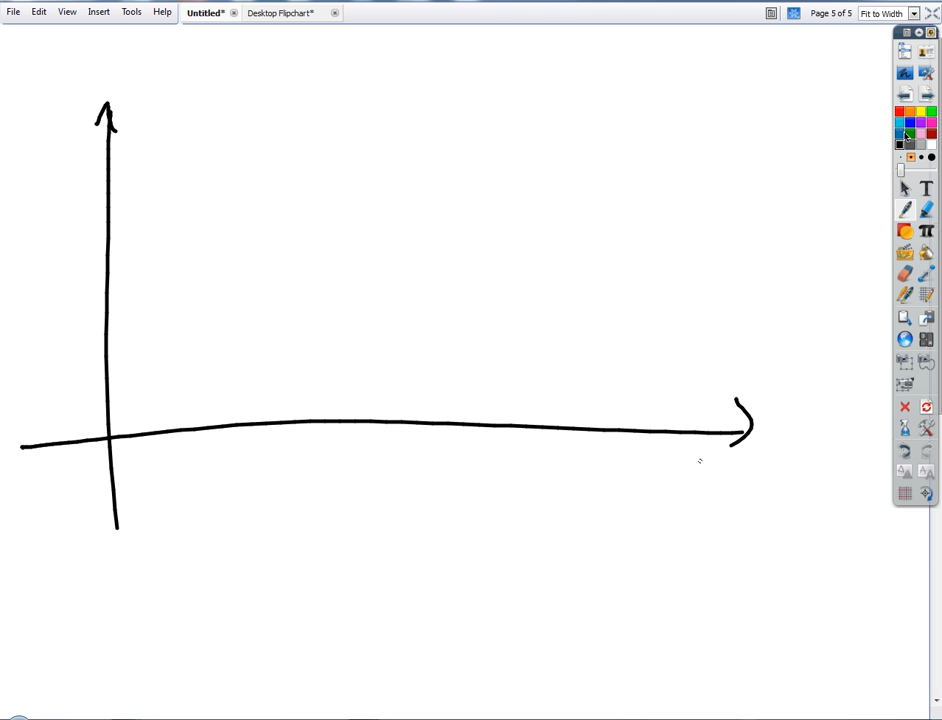 File Edit View Insert Tools Help Untitled* Desktop Flipchart* Page 5 of 5 Fit to Width
T
π